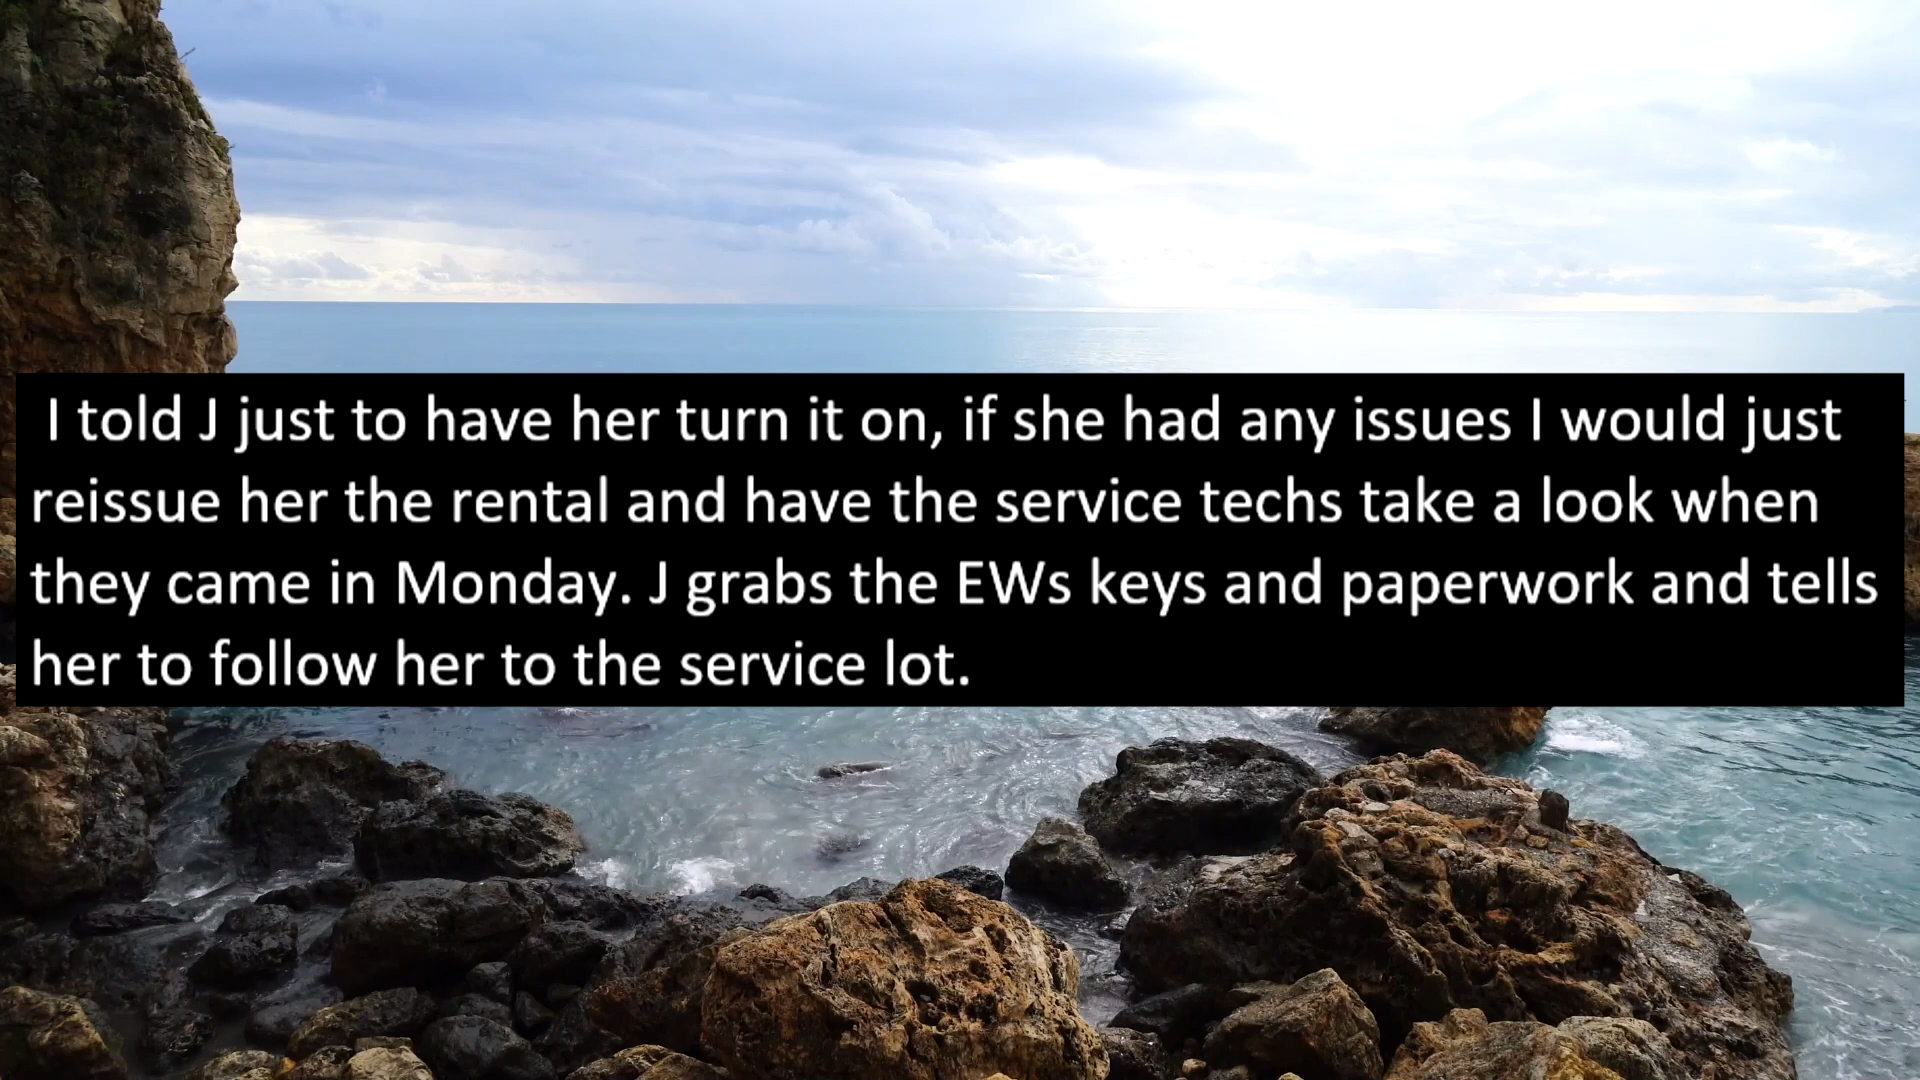 I told J just to have her turn it on, if she had any issues I would just
reissue her the rental and have the service techs take a look when
they came in Monday. J grabs the EWs keys and paperwork and tells
her to follow her to the service lot.